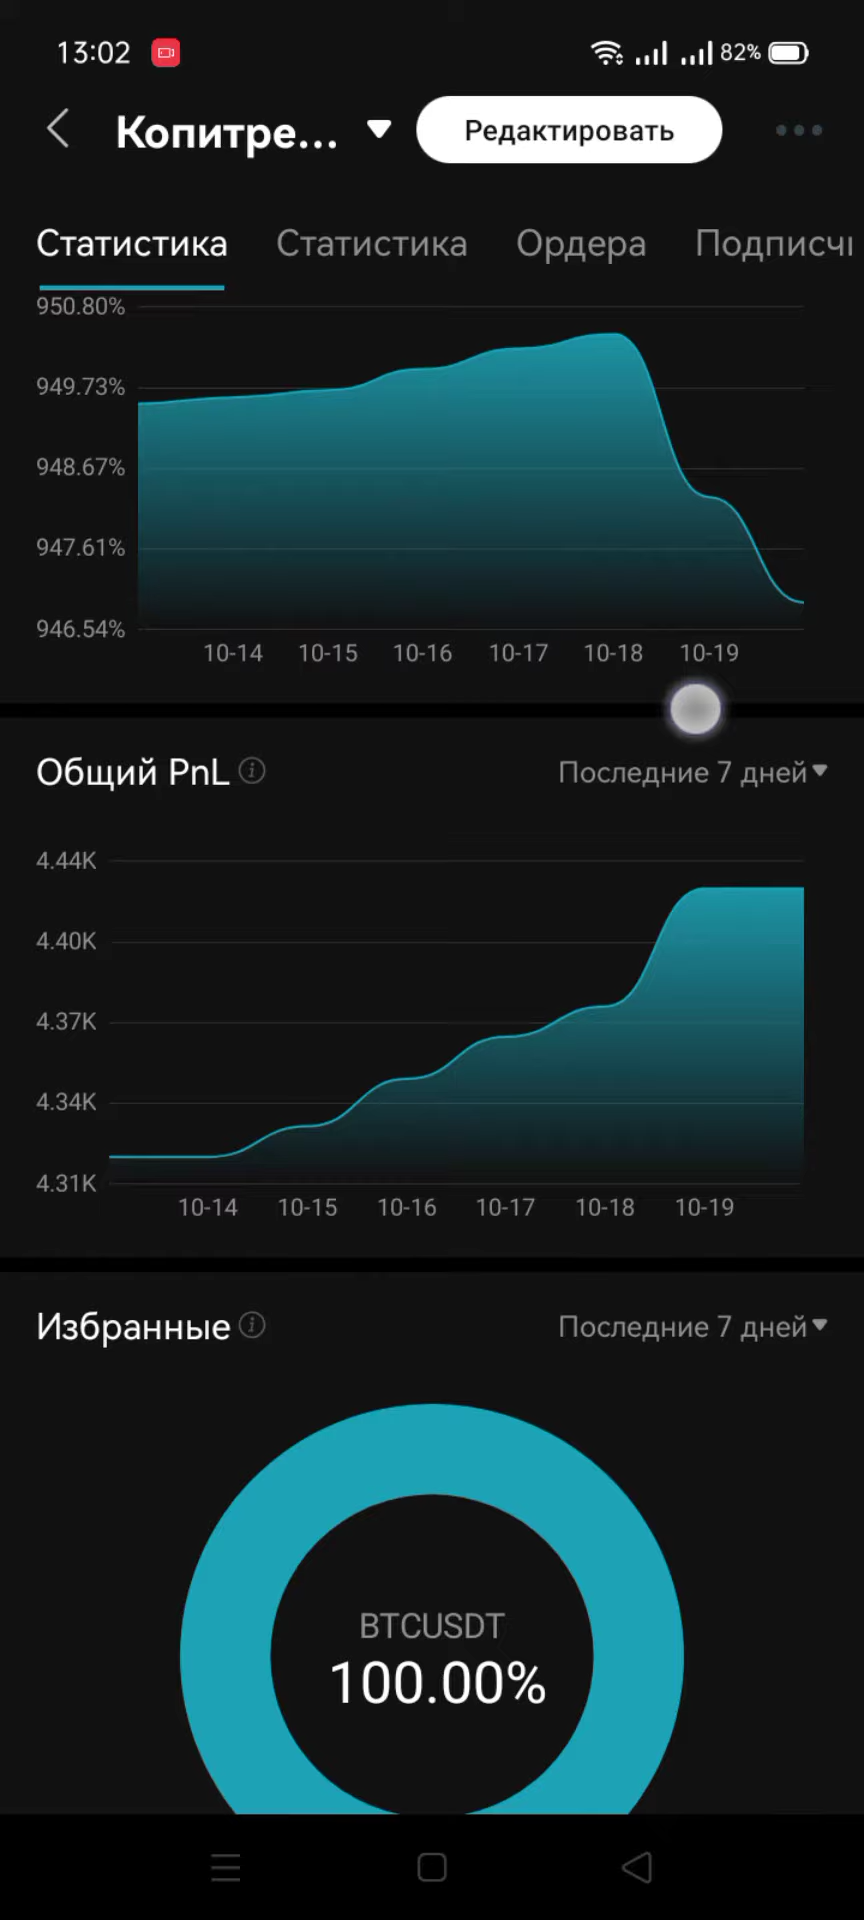 13:02 82%
Копитре... Редактировать
Статистика Статистика Ордера Подписчи
950.80%
949.73%
948.67%
947.61%
946.54%
10-14 10-15 10-16 10-17 10-18 10-19
Общий PnL Последние 7 дней
4.44K
4.40K
4.37K
4.34K
4.31K
10-14 10-15 10-16 10-17 10-18 10-19
Избранные Последние 7 дней
BTCUSDT
100.00%